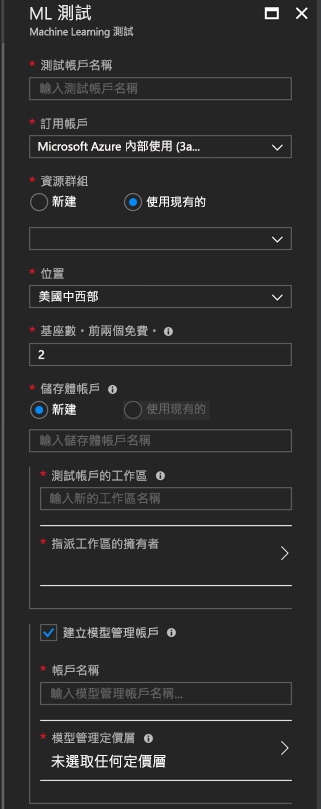 ML 測試
Machine Learning 測試
* 測試帳戶名稱
輸入測試帳戶名稱
* 訂用帳戶
Microsoft Azure 內部使用 (3a...
* 資源群組
新建 使用現有的
* 位置
美國中西部
* 基座數。前兩個免費。
2
* 儲存體帳戶
新建 使用現有的
輸入儲存體帳戶名稱
* 測試帳戶的工作區
輸入新的工作區名稱
* 指派工作區的擁有者
建立模型管理帳戶
* 帳戶名稱
輸入模型管理帳戶名稱...
* 模型管理定價層
未選取任何定價層